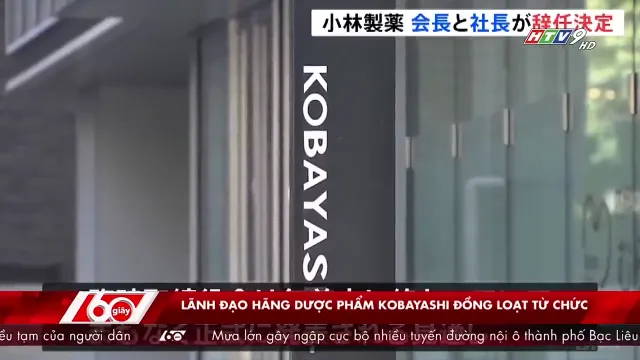 小林製薬 会長と社長が辞任決定
HTV9 HD
KOBAYAS
60 giây
LÃNH ĐẠO HÃNG DƯỢC PHẨM KOBAYASHI ĐỒNG LOẠT TỪ CHỨC
ều tạm của người dân 60 giây Mưa lớn gây ngập cục bộ nhiều tuyến đường nội ô thành phố Bạc Liêu